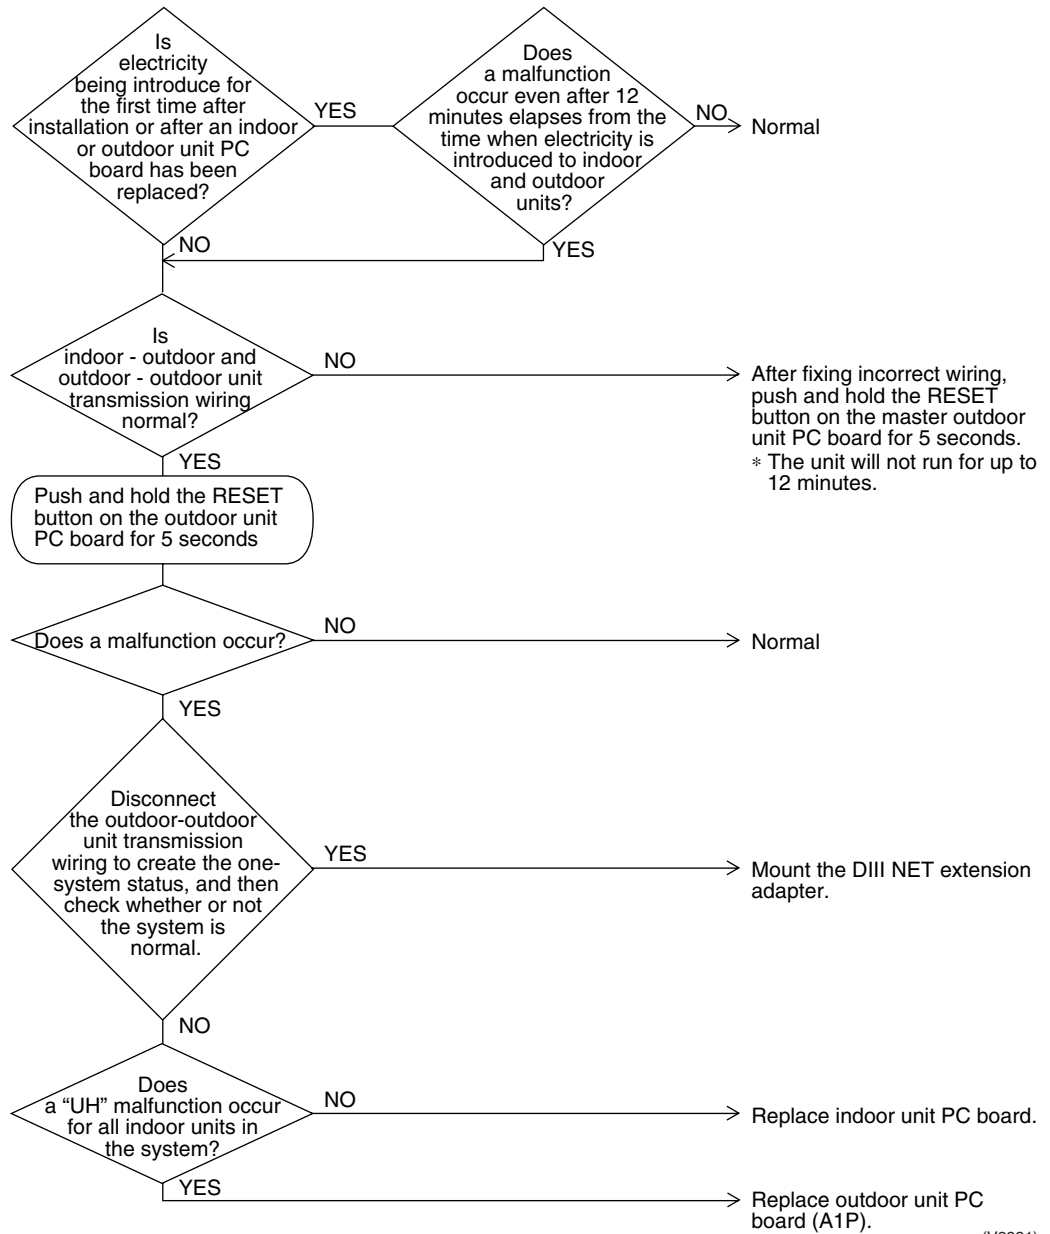 Is
electricity
being introduce for
the first time after
installation or after an indoor
or outdoor unit PC
board has been
replaced?
YES
Does
a malfunction
occur even after 12
minutes elapses from the
time when electricity is
introduced to indoor
and outdoor
units?
NO
Normal
NO
YES
Is
indoor - outdoor and
outdoor - outdoor unit
transmission wiring
normal?
NO
After fixing incorrect wiring,
push and hold the RESET
button on the master outdoor
unit PC board for 5 seconds.
* The unit will not run for up to
12 minutes.
YES
Push and hold the RESET
button on the outdoor unit
PC board for 5 seconds
Does a malfunction occur?
NO
Normal
YES
Disconnect
the outdoor-outdoor
unit transmission
wiring to create the one-
system status, and then
check whether or not
the system is
normal.
YES
Mount the DIII NET extension
adapter.
NO
Does
a “UH” malfunction occur
for all indoor units in
the system?
NO
Replace indoor unit PC board.
YES
Replace outdoor unit PC
board (A1P).